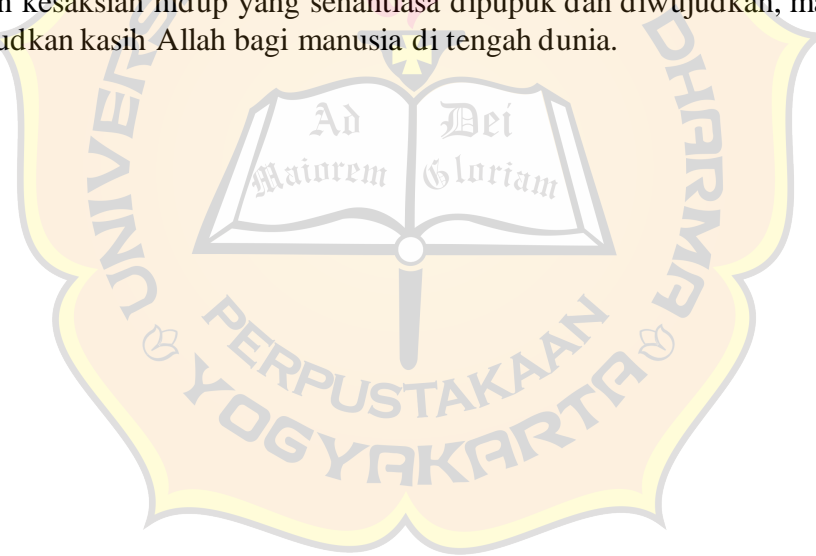 kesaksian hidup yang senantiasa dipupuk dan diwujudkan,
kasih Allah bagi manusia di tengah dunia.
Ad Dei
Maiorem Gloriam
DHARMA
PERPUSTAKAAN
YOGYAKARTA